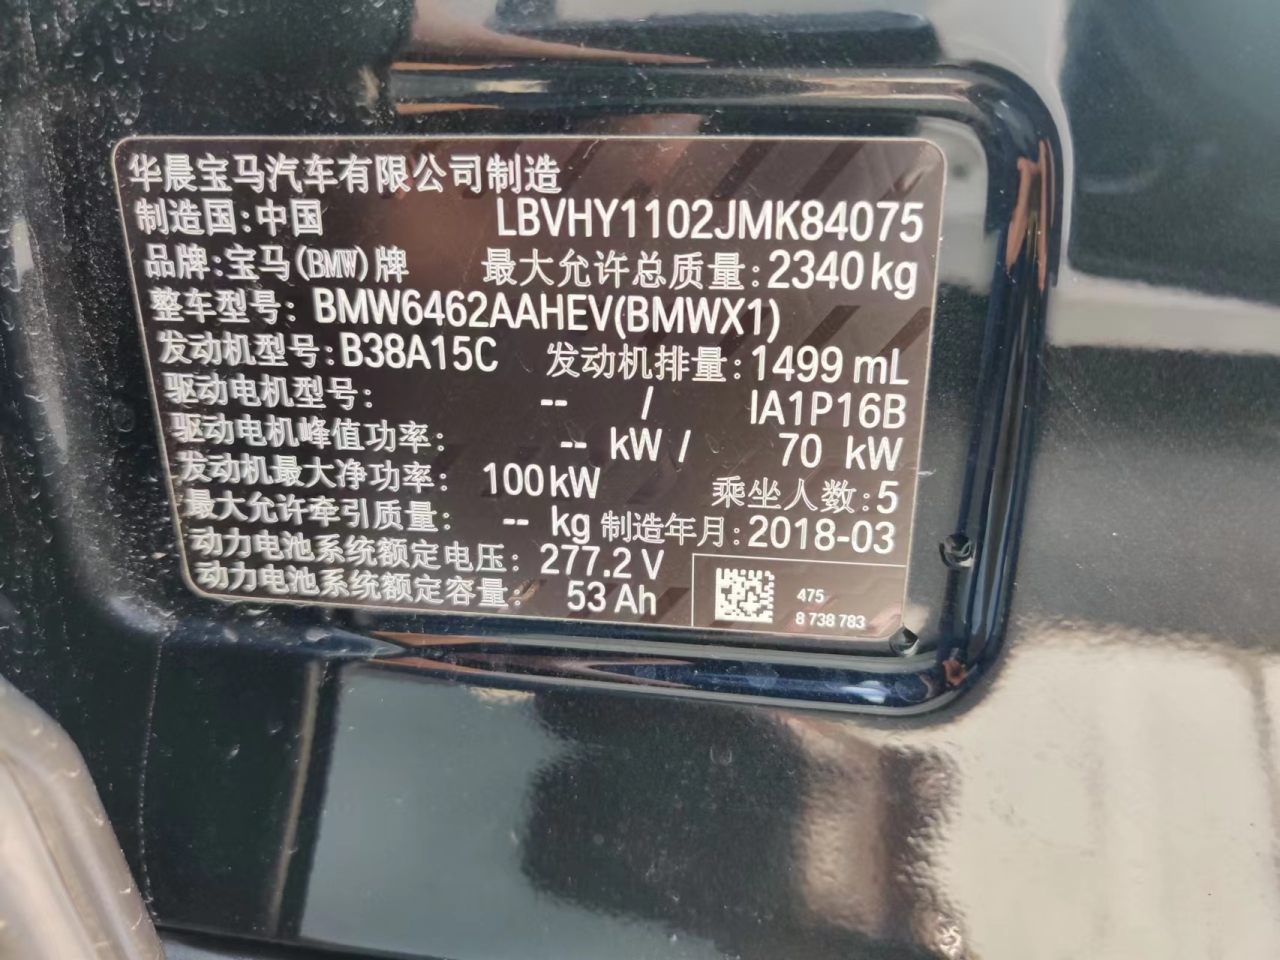 华晨宝马汽车有限公司制造
制造国:中国 LBVHY1102JMK84075
品牌:宝马(BMW)牌 最大允许总质量:2340kg
整车型号:BMW6462AAHEV(BMWX1)
发动机型号:B38A15C 发动机排量:1499 mL
驱动电机型号: -- / IA1P16B
驱动电机峰值功率: -- kW / 70 kW
发动机最大净功率: 100kW 乘坐人数:5
最大允许牵引质量: -- kg 制造年月:2018-03
动力电池系统额定电压: 277.2 V
动力电池系统额定容量: 53 Ah
475
8 738 783